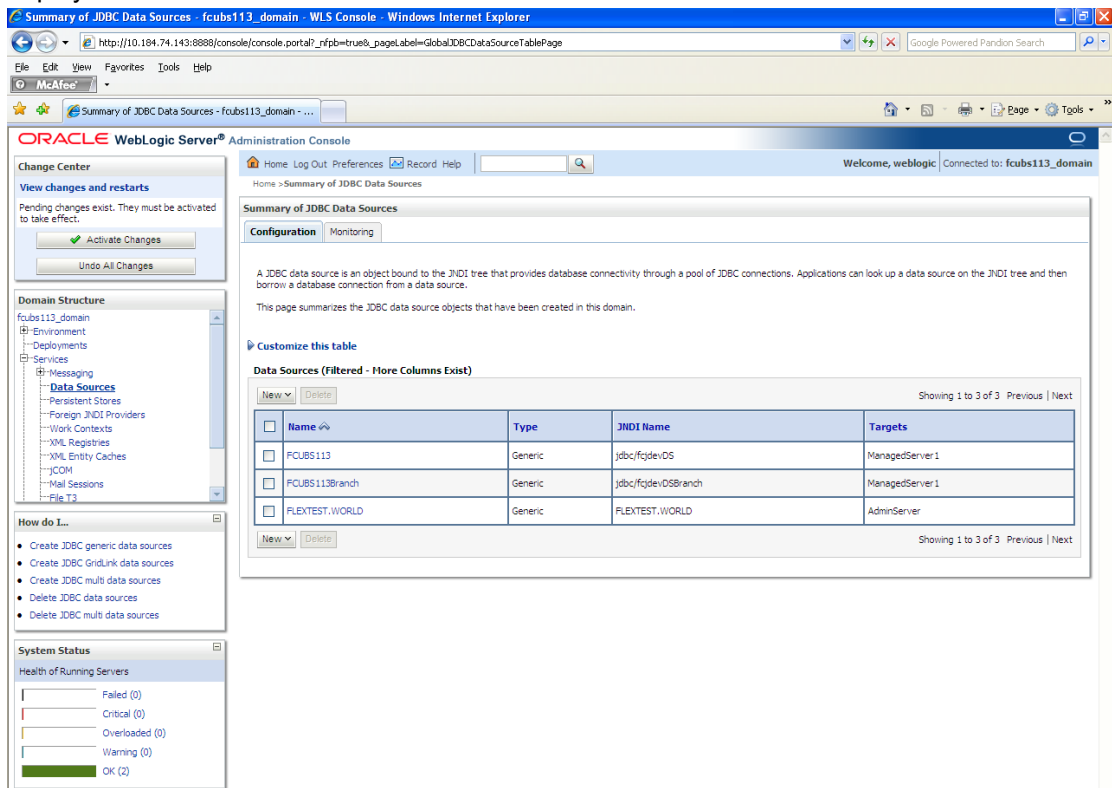 Summary of JDBC Data Sources - fcubs113_domain - WLS Console - Windows Internet Explorer
http://10.184.74.143:8888/console/console.portal?_nfpb=true&_pageLabel=GlobalJDBCDataSourceTablePage
Google Powered Pandion Search
File Edit View Favorites Tools Help
McAfee
Summary of JDBC Data Sources - fcubs113_domain - ...
Page Tools
ORACLE WebLogic Server® Administration Console
Change Center
View changes and restarts
Pending changes exist. They must be activated
to take effect.
Activate Changes
Undo All Changes
Domain Structure
fcubs113_domain
Environment
Deployments
Services
Messaging
Data Sources
Persistent Stores
Foreign JNDI Providers
Work Contexts
XML Registries
XML Entity Caches
jCOM
Mail Sessions
File T3
How do I...
Create JDBC generic data sources
Create JDBC GridLink data sources
Create JDBC multi data sources
Delete JDBC data sources
Delete JDBC multi data sources
System Status
Health of Running Servers
Failed (0)
Critical (0)
Overloaded (0)
Warning (0)
OK (2)
Home Log Out Preferences Record Help
Welcome, weblogic Connected to: fcubs113_domain
Home >Summary of JDBC Data Sources
Summary of JDBC Data Sources
Configuration Monitoring
A JDBC data source is an object bound to the JNDI tree that provides database connectivity through a pool of JDBC connections. Applications can look up a data source on the JNDI tree and then
borrow a database connection from a data source.
This page summarizes the JDBC data source objects that have been created in this domain.
Customize this table
Data Sources (Filtered - More Columns Exist)
New Delete Showing 1 to 3 of 3 Previous | Next
Name Type JNDI Name Targets
FCUBS113 Generic jdbc/fcjdevDS ManagedServer1
FCUBS113Branch Generic jdbc/fcjdevDSBranch ManagedServer1
FLEXTEST.WORLD Generic FLEXTEST.WORLD AdminServer
New Delete Showing 1 to 3 of 3 Previous | Next